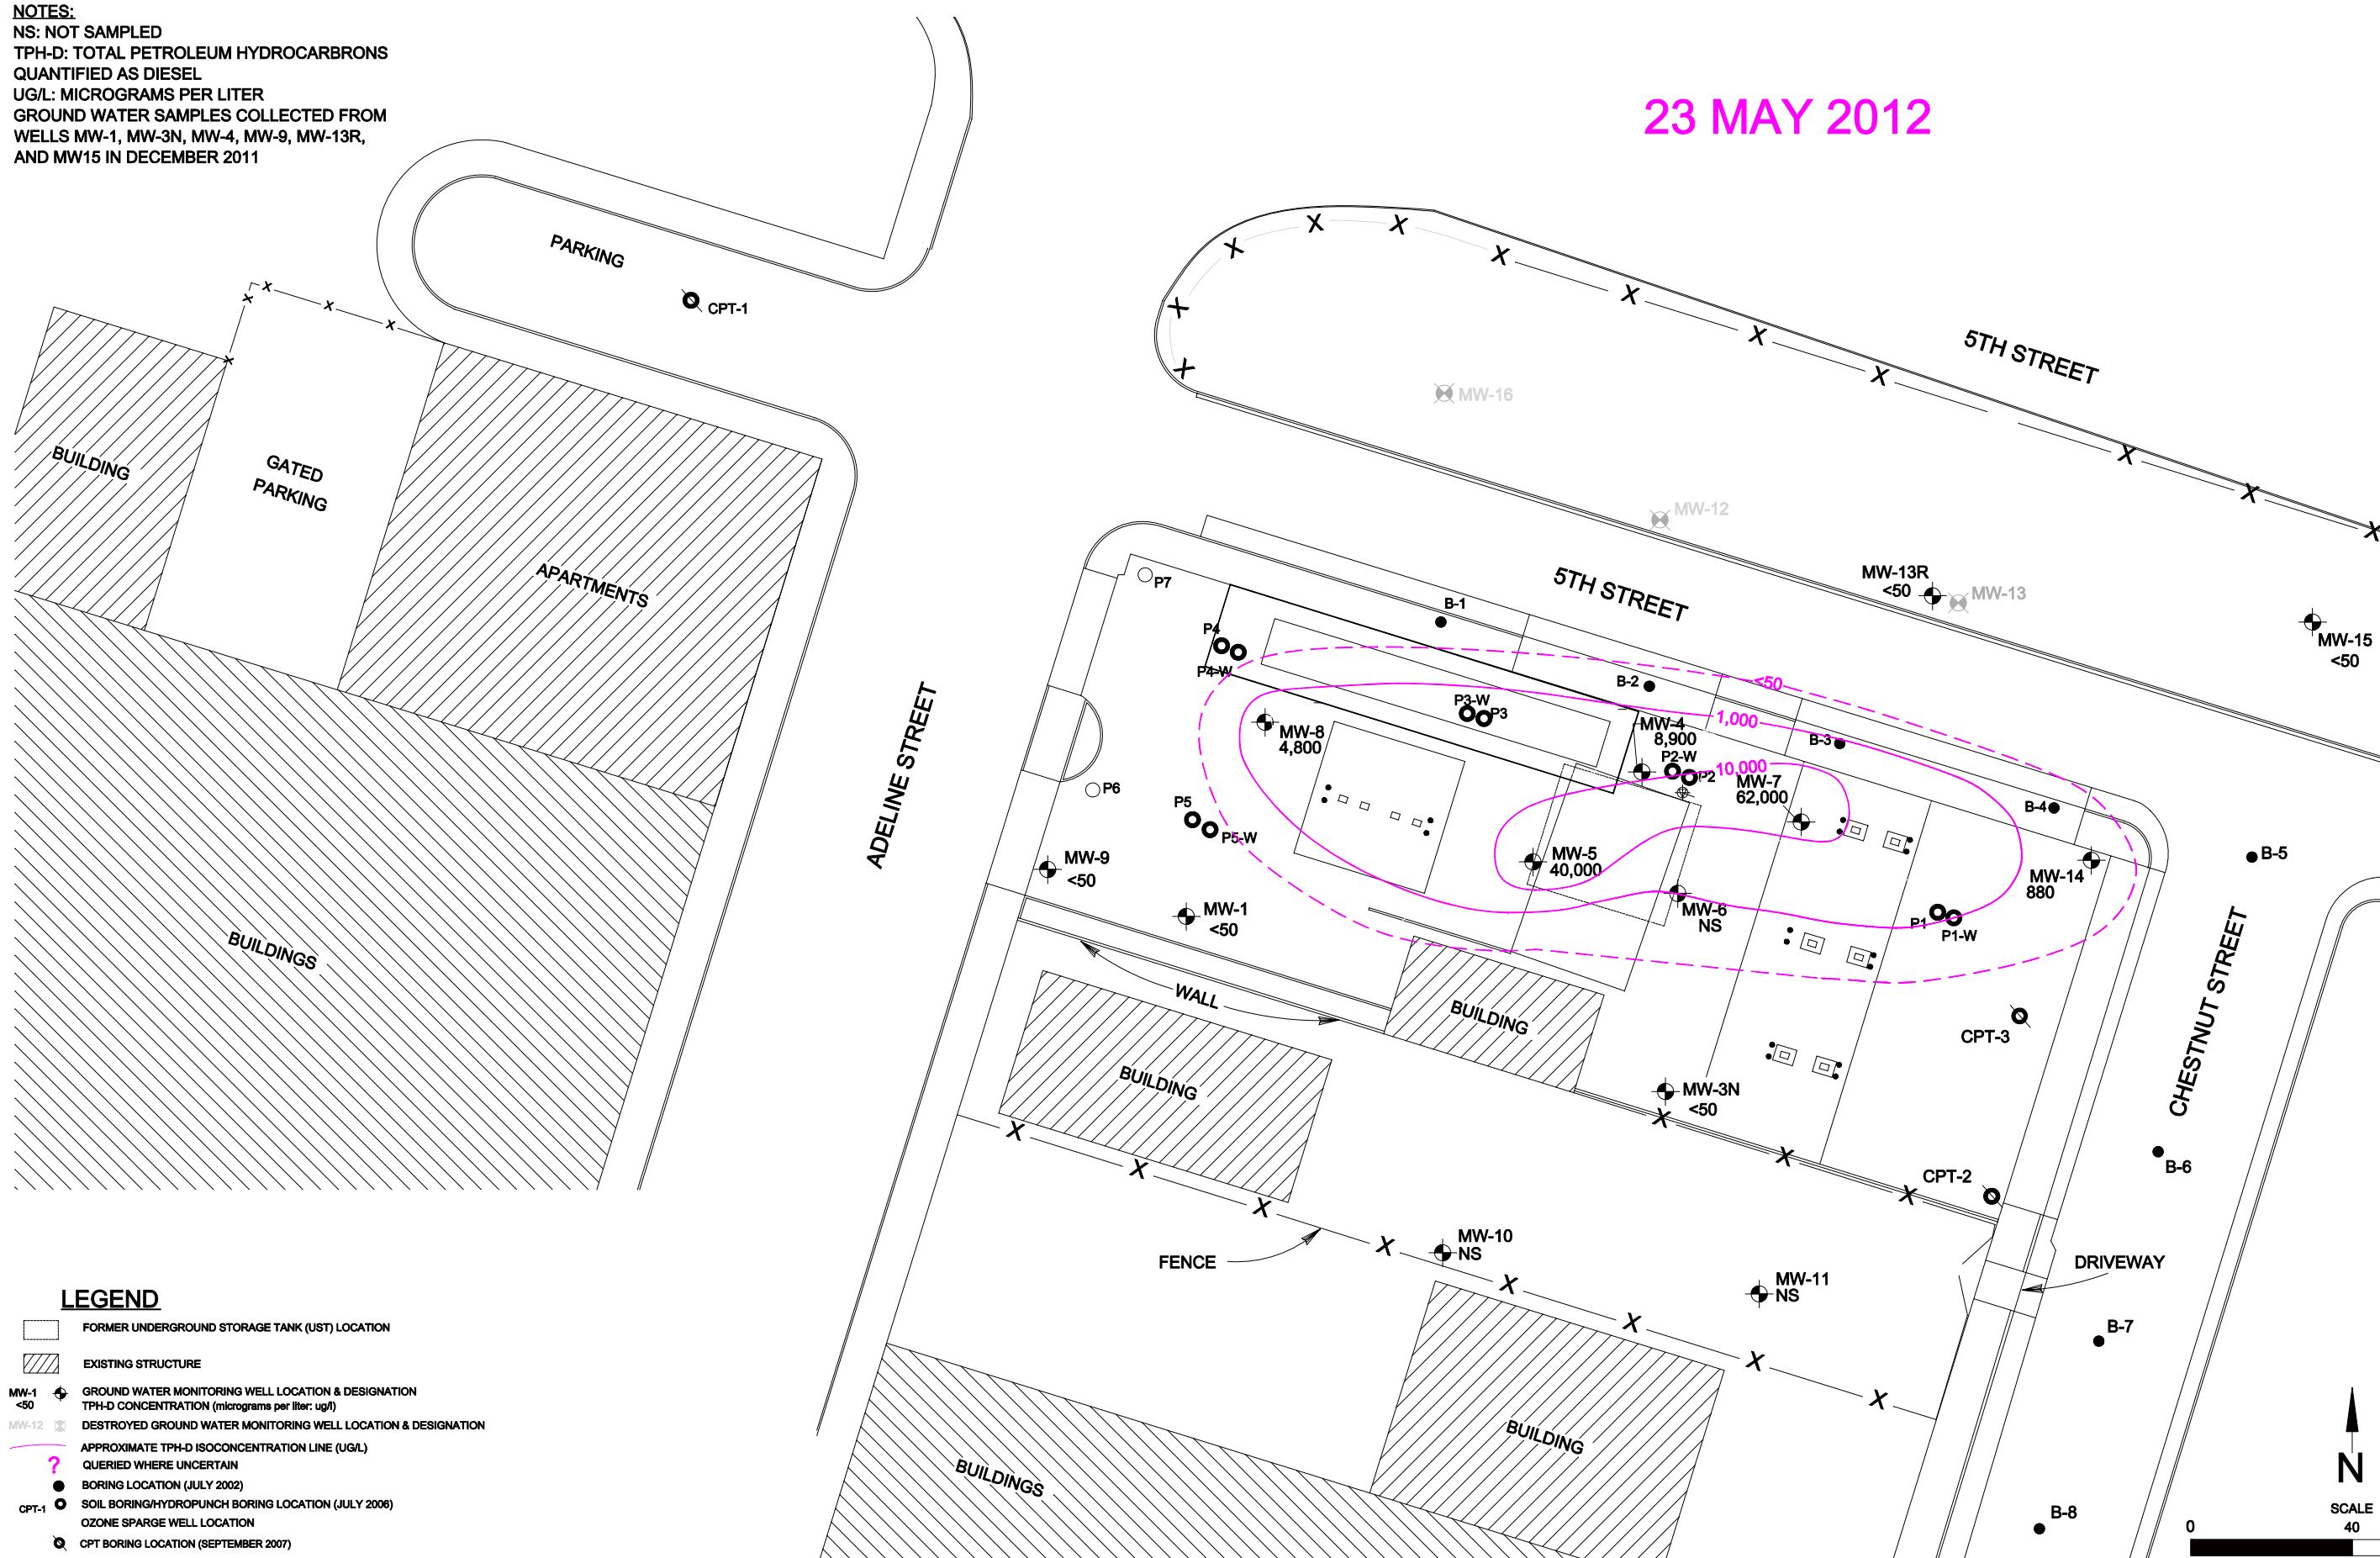 NOTES:
NS: NOT SAMPLED
TPH-D: TOTAL PETROLEUM HYDROCARBRONS
QUANTIFIED AS DIESEL
UG/L: MICROGRAMS PER LITER
GROUND WATER SAMPLES COLLECTED FROM
WELLS MW-1, MW-3N, MW-4, MW-9, MW-13R,
AND MW15 IN DECEMBER 2011
23 MAY 2012
PARKING
CPT-1
5TH STREET
MW-16
BUILDING
GATED
PARKING
APARTMENTS
MW-12
5TH STREET
MW-13R
<50
MW-13
MW-15
<50
P7
B-1
P4
P4-W
B-2
<50
P3-W
P3
1,000
MW-4
8,900
B-3
MW-8
4,800
P2-W
P2
10,000
MW-7
62,000
ADELINE STREET
P6
P5
P5-W
B-4
MW-9
<50
MW-5
40,000
MW-14
880
B-5
MW-1
<50
MW-6
NS
P1
P1-W
BUILDINGS
WALL
BUILDING
CPT-3
CHESTNUT STREET
BUILDING
MW-3N
<50
B-6
CPT-2
FENCE
MW-10
NS
MW-11
NS
DRIVEWAY
B-7
BUILDING
BUILDINGS
B-8
N
SCALE
0
40
LEGEND
FORMER UNDERGROUND STORAGE TANK (UST) LOCATION
EXISTING STRUCTURE
MW-1
<50
GROUND WATER MONITORING WELL LOCATION & DESIGNATION
TPH-D CONCENTRATION (micrograms per liter: ug/l)
MW-12
DESTROYED GROUND WATER MONITORING WELL LOCATION & DESIGNATION
APPROXIMATE TPH-D ISOCONCENTRATION LINE (UG/L)
? QUERIED WHERE UNCERTAIN
BORING LOCATION (JULY 2002)
CPT-1
SOIL BORING/HYDROPUNCH BORING LOCATION (JULY 2006)
OZONE SPARGE WELL LOCATION
CPT BORING LOCATION (SEPTEMBER 2007)